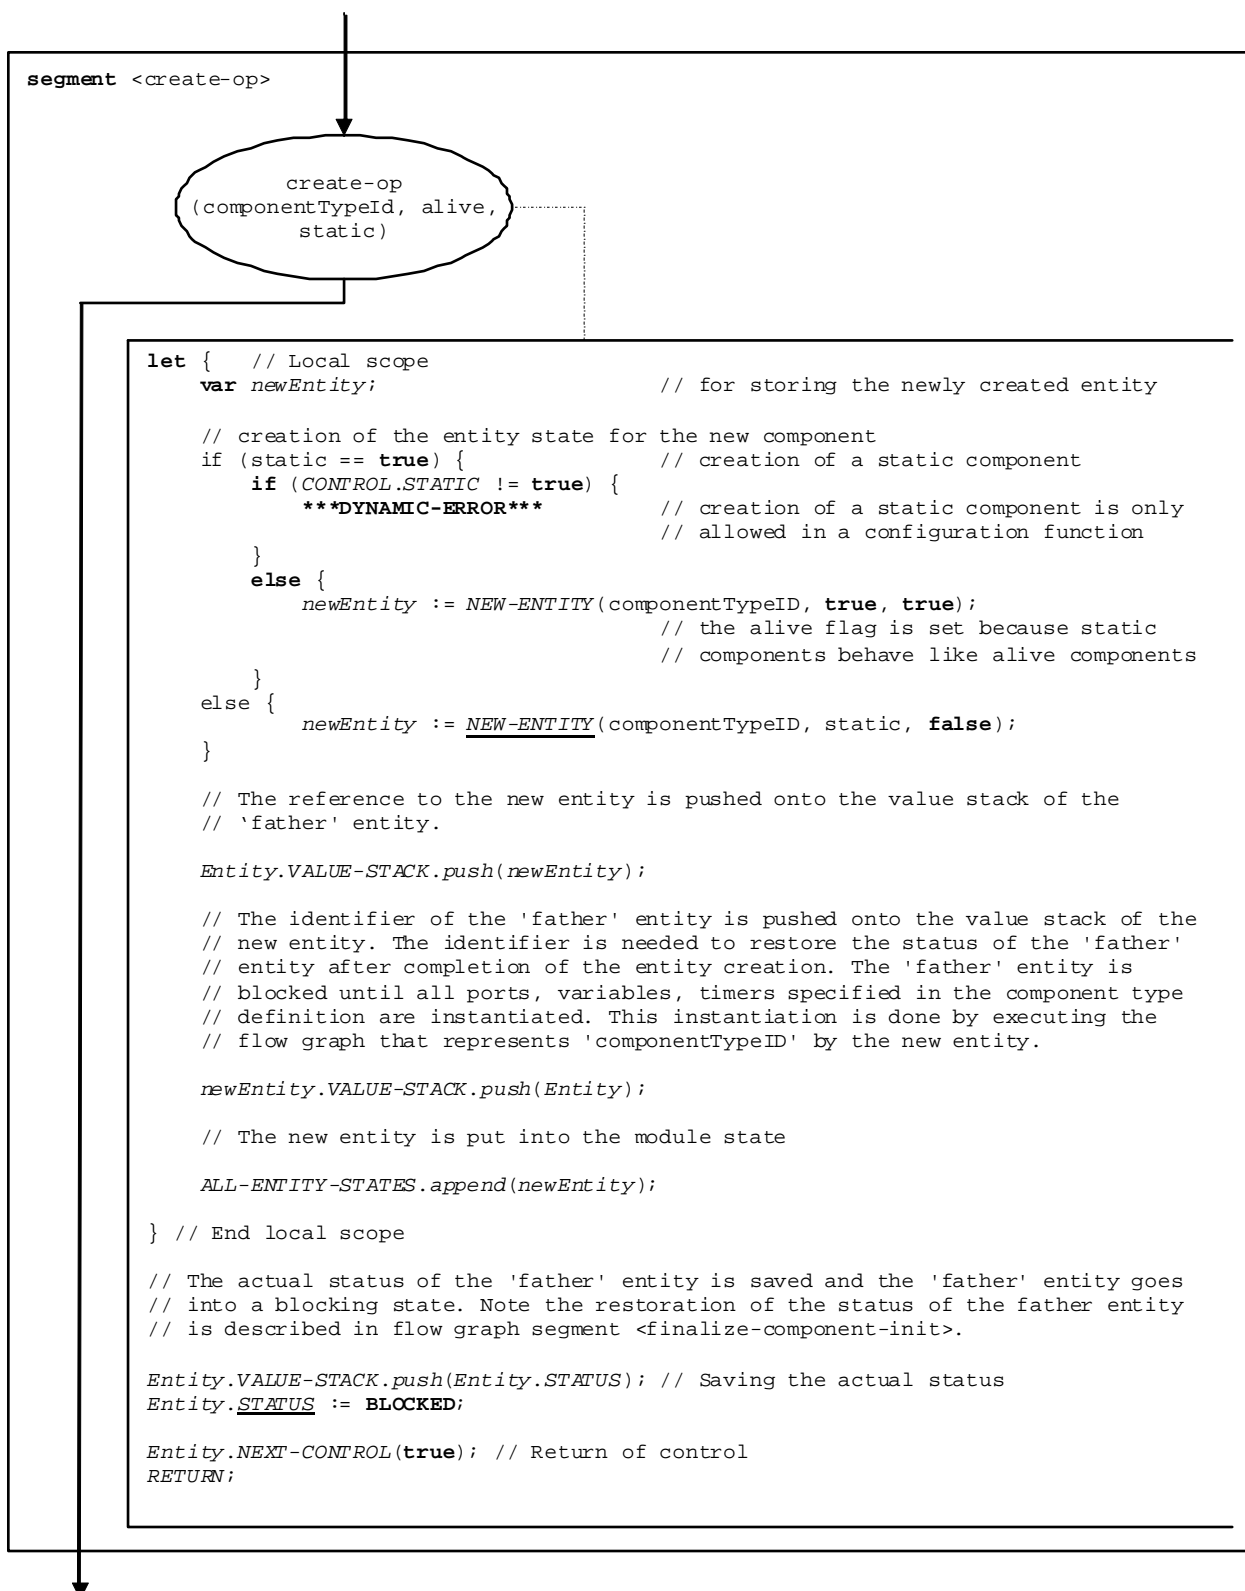 segment <create-op>
create-op
(componentTypeId, alive,
static)
let {   // Local scope
var newEntity;                        // for storing the newly created entity
// creation of the entity state for the new component
if (static == true) {                // creation of a static component
if (CONTROL.STATIC != true) {
***DYNAMIC-ERROR***          // creation of a static component is only
// allowed in a configuration function
}
else {
newEntity := NEW-ENTITY(componentTypeID, true, true);
// the alive flag is set because static
// components behave like alive components
}
else {
newEntity := NEW-ENTITY(componentTypeID, static, false);
}
// The reference to the new entity is pushed onto the value stack of the
// ‘father' entity.
Entity.VALUE-STACK.push(newEntity);
// The identifier of the 'father' entity is pushed onto the value stack of the
// new entity. The identifier is needed to restore the status of the 'father'
// entity after completion of the entity creation. The 'father' entity is
// blocked until all ports, variables, timers specified in the component type
// definition are instantiated. This instantiation is done by executing the
// flow graph that represents 'componentTypeID' by the new entity.
newEntity.VALUE-STACK.push(Entity);
// The new entity is put into the module state
ALL-ENTITY-STATES.append(newEntity);
} // End local scope
// The actual status of the 'father' entity is saved and the 'father' entity goes
// into a blocking state. Note the restoration of the status of the father entity
// is described in flow graph segment <finalize-component-init>.
Entity.VALUE-STACK.push(Entity.STATUS); // Saving the actual status
Entity.STATUS := BLOCKED;
Entity.NEXT-CONTROL(true); // Return of control
RETURN;